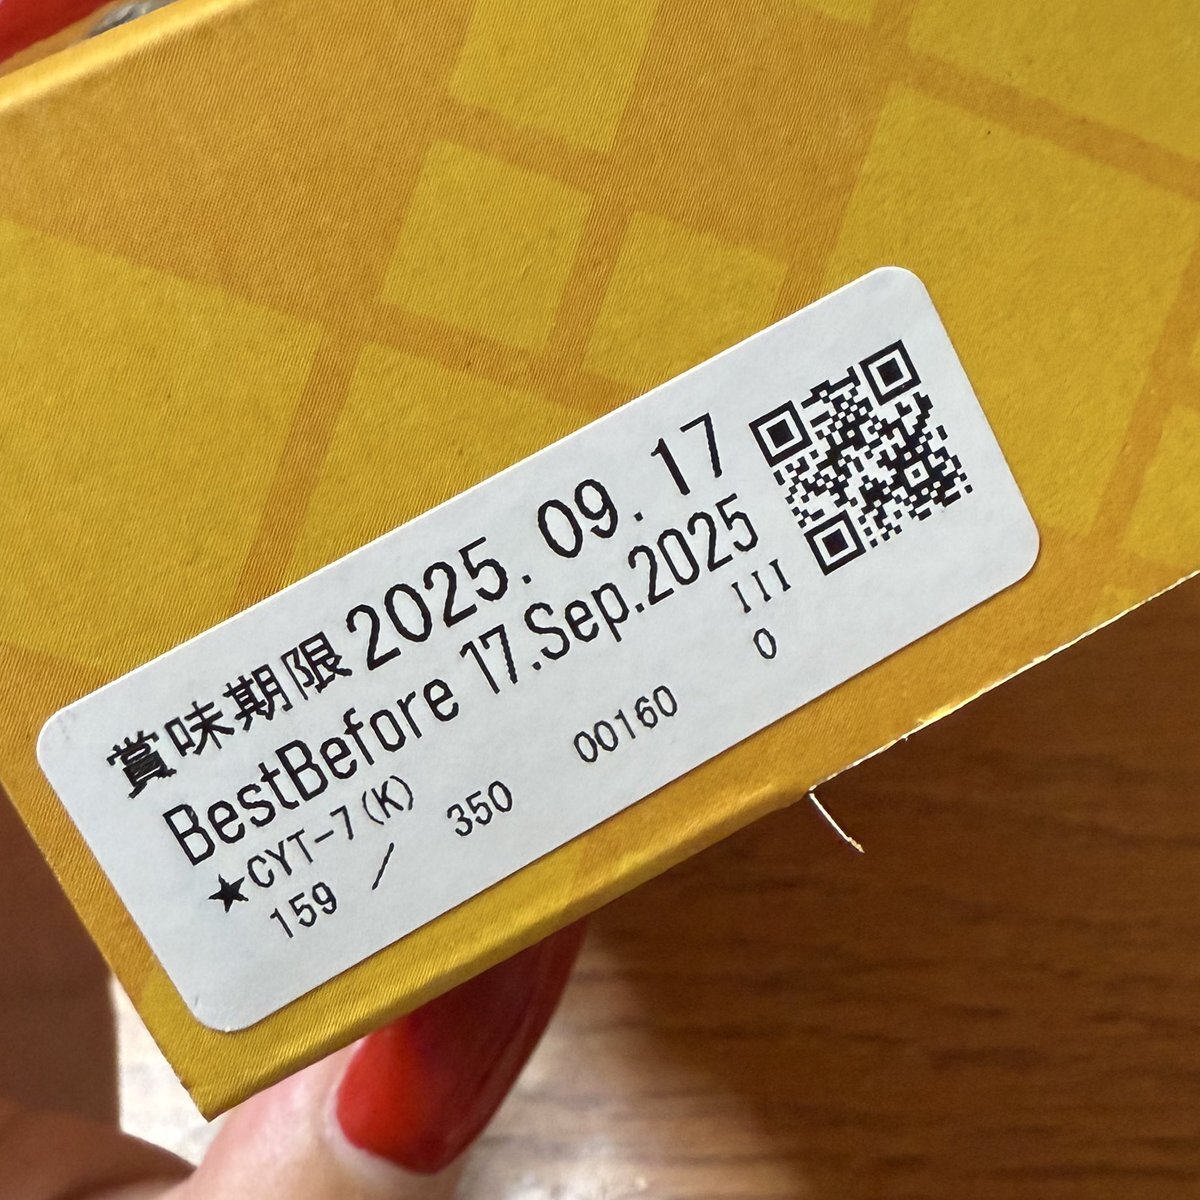 賞味期限 2025. 09. 17
BestBefore 17.Sep.2025
★CYT-7(K) III
159 / 350 00160 0